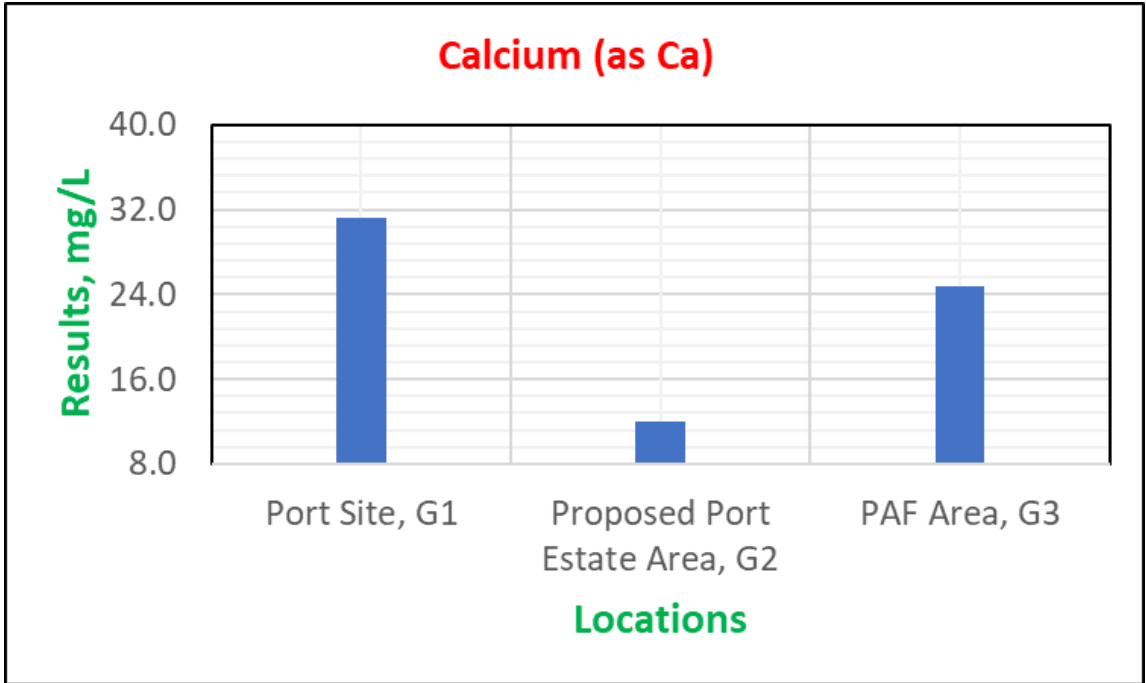 Calcium (as Ca)
Results, mg/L
40.0
32.0
24.0
16.0
8.0
Port Site, G1
Proposed Port
Estate Area, G2
PAF Area, G3
Locations